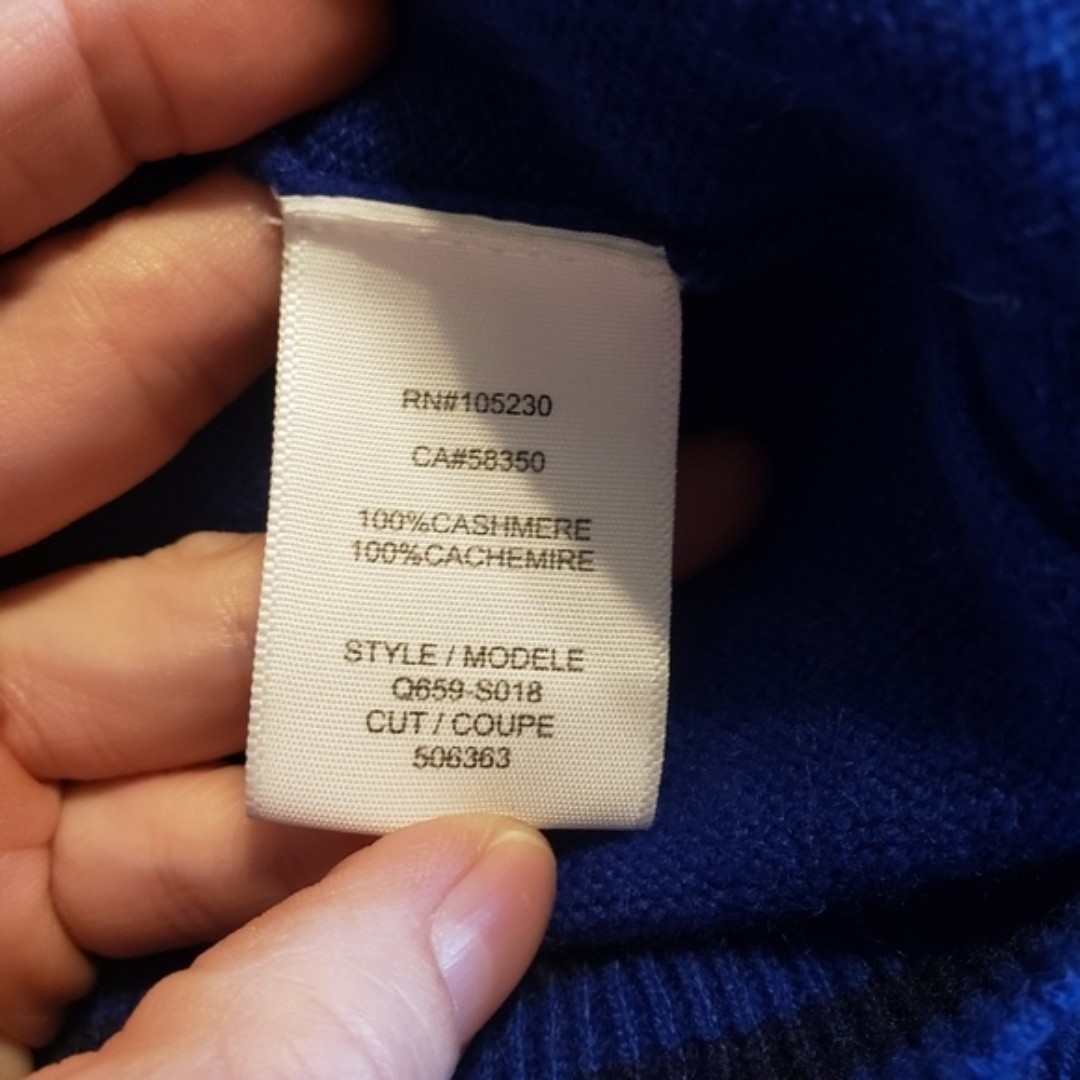 RN#105230
CA#58350
100%CASHMERE
100%CACHEMIRE
STYLE / MODELE
Q659-S018
CUT / COUPE
506363